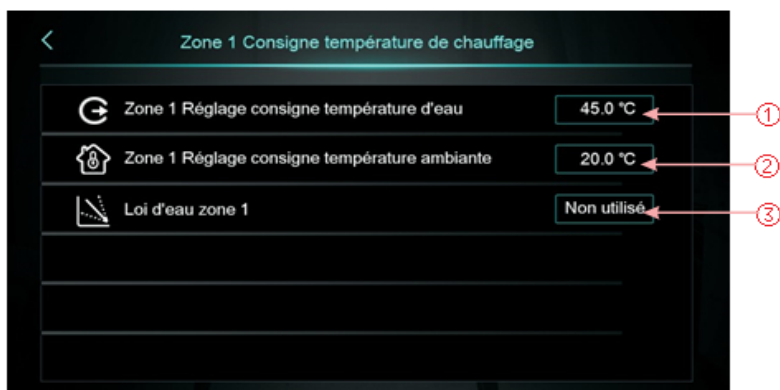 Zone 1 Consigne température de chauffage
Zone 1 Réglage consigne température d'eau 45.0 °C ①
Zone 1 Réglage consigne température ambiante 20.0 °C ②
Loi d'eau zone 1 Non utilisé ③